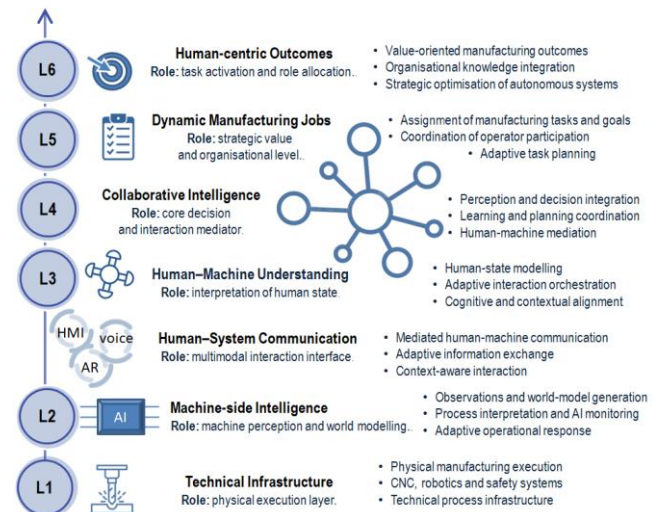 L6
Human-centric Outcomes
Role: task activation and role allocation..
• Value-oriented manufacturing outcomes
• Organisational knowledge integration
• Strategic optimisation of autonomous systems
L5
Dynamic Manufacturing Jobs
Role: strategic value
and organisational level..
• Assignment of manufacturing tasks and goals
• Coordination of operator participation
• Adaptive task planning
L4
Collaborative Intelligence
Role: core decision
and interaction mediator.
• Perception and decision integration
• Learning and planning coordination
• Human-machine mediation
L3
Human–Machine Understanding
Role: interpretation of human state.
• Human-state modelling
• Adaptive interaction orchestration
• Cognitive and contextual alignment
HMI
voice
AR
Human–System Communication
Role: multimodal interaction interface.
• Mediated human-machine communication
• Adaptive information exchange
• Context-aware interaction
L2
AI
Machine-side Intelligence
Role: machine perception and world modelling..
• Observations and world-model generation
• Process interpretation and AI monitoring
• Adaptive operational response
L1
Technical Infrastructure
Role: physical execution layer.
• Physical manufacturing execution
• CNC, robotics and safety systems
• Technical process infrastructure